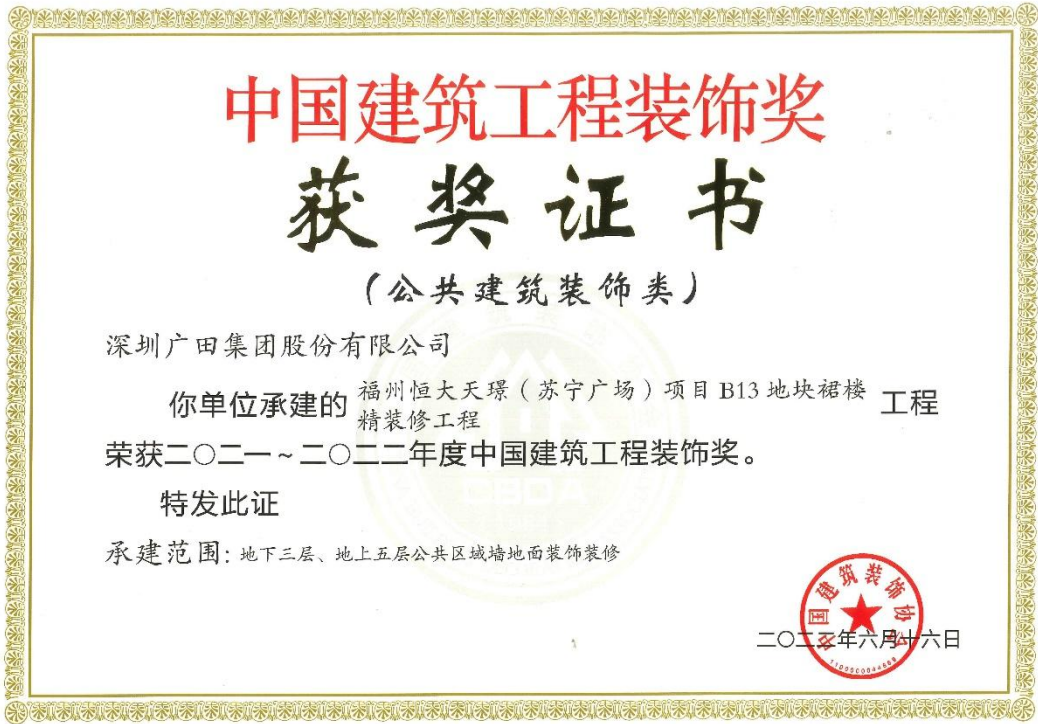 中国建筑工程装饰奖
获奖证书
（公共建筑装饰类）
深圳广田集团股份有限公司
你单位承建的 福州恒大天璟（苏宁广场）项目 B13 地块裙楼
精装修工程 工程
荣获二〇二一~二〇二二年度中国建筑工程装饰奖。
特发此证
承建范围：地下三层、地上五层公共区域墙地面装饰装修
中国建筑装饰协会
二〇二三年六月十六日
CBDA